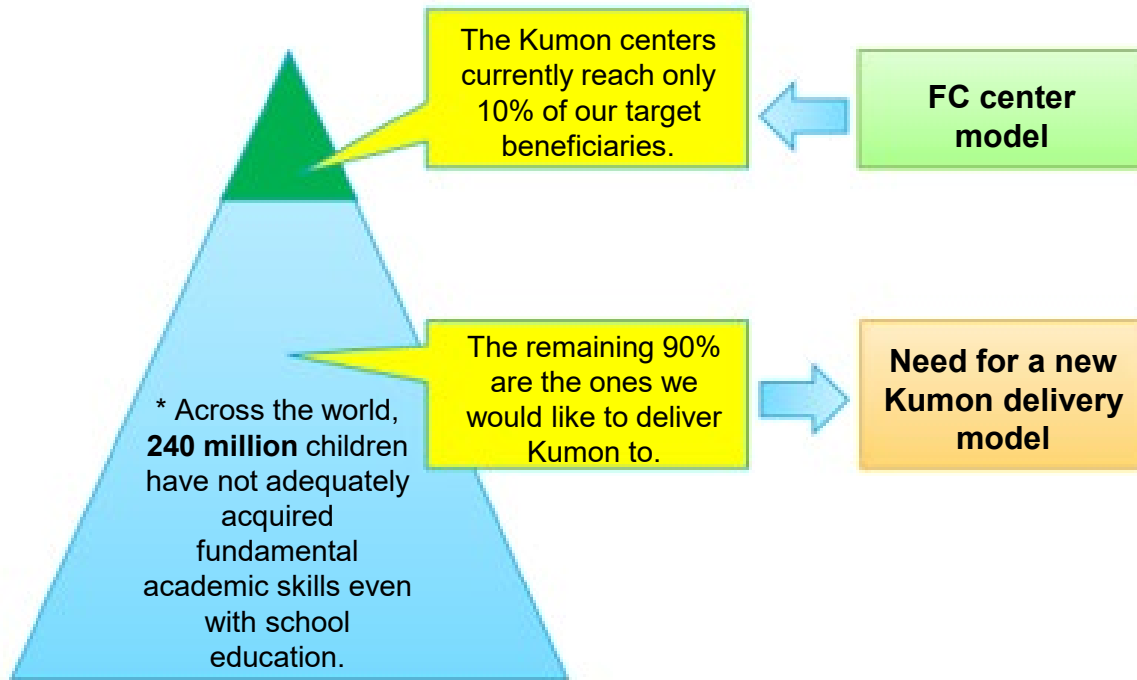 The Kumon centers
currently reach only
10% of our target
beneficiaries.
FC center
model
The remaining 90%
are the ones we
would like to deliver
Kumon to.
Need for a new
Kumon delivery
model
* Across the world,
240 million children
have not adequately
acquired
fundamental
academic skills even
with school
education.